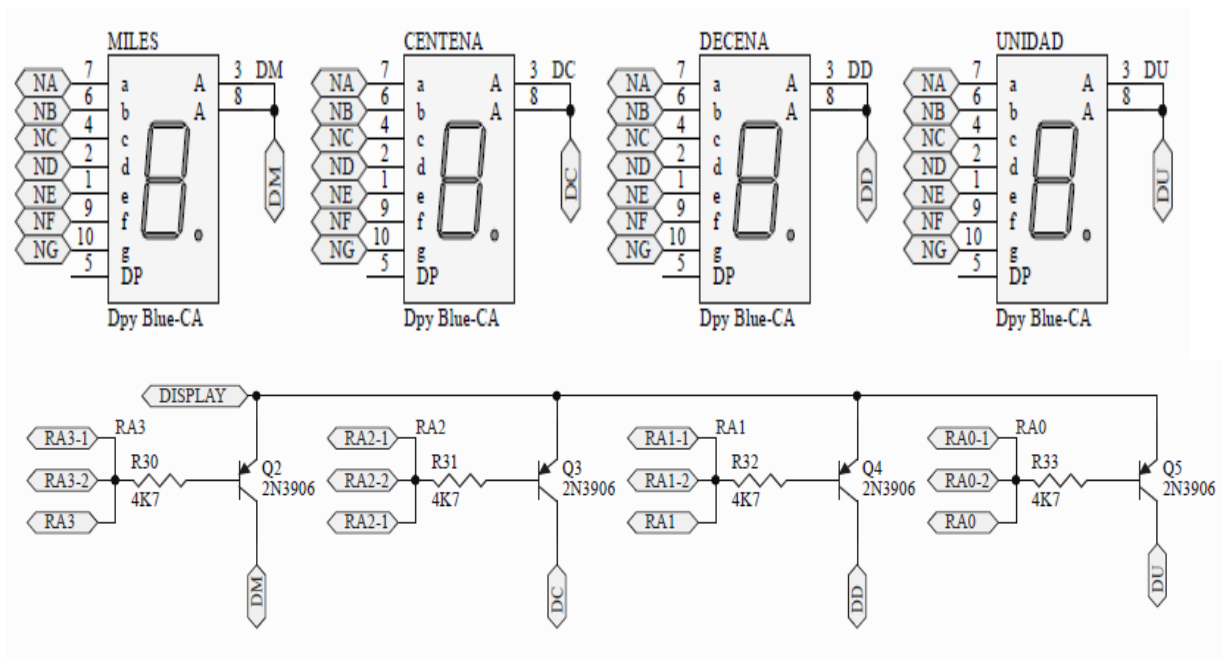 MILES CENTENA DECENA UNIDAD
NA 7 a A 3 DM NA 7 a A 3 DC NA 7 a A 3 DD NA 7 a A 3 DU
NB 6 b A 8 NB 6 b A 8 NB 6 b A 8 NB 6 b A 8
NC 4 c NC 4 c NC 4 c NC 4 c
ND 2 d DM ND 2 d DC ND 2 d DD ND 2 d DU
NE 1 e NE 1 e NE 1 e NE 1 e
NF 9 f NF 9 f NF 9 f NF 9 f
NG 10 g NG 10 g NG 10 g NG 10 g
5 DP 5 DP 5 DP 5 DP
Dpy Blue-CA Dpy Blue-CA Dpy Blue-CA Dpy Blue-CA
DISPLAY
RA3-1 RA3 RA2-1 RA2 RA1-1 RA1 RA0-1 RA0
RA3-2 R30 Q2 RA2-2 R31 Q3 RA1-2 R32 Q4 RA0-2 R33 Q5
4K7 2N3906 4K7 2N3906 4K7 2N3906 4K7 2N3906
RA3 RA2-1 RA1 RA0
DM DC DD DU